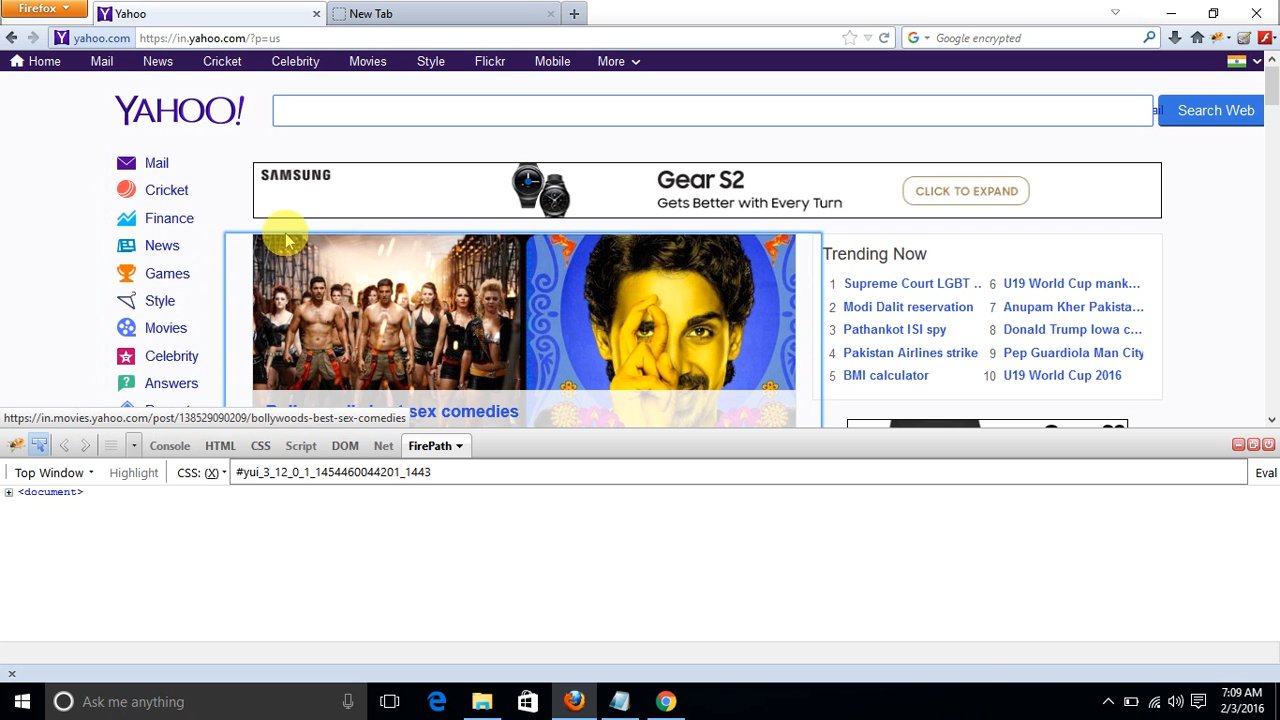 Firefox
Yahoo
New Tab
yahoo.com
https://in.yahoo.com/?p=us
Google encrypted
Home Mail News Cricket Celebrity Movies Style Flickr Mobile More
YAHOO!
ail
Search Web
Mail
Cricket
Finance
News
Games
Style
Movies
Celebrity
Answers
SAMSUNG
Gear S2
Gets Better with Every Turn
CLICK TO EXPAND
sex comedies
Trending Now
1 Supreme Court LGBT ..
2 Modi Dalit reservation
3 Pathankot ISI spy
4 Pakistan Airlines strike
5 BMI calculator
6 U19 World Cup mank...
7 Anupam Kher Pakista...
8 Donald Trump Iowa c...
9 Pep Guardiola Man City
10 U19 World Cup 2016
https://in.movies.yahoo.com/post/138529090209/bollywoods-best-sex-comedies
Console HTML CSS Script DOM Net FirePath
Top Window Highlight CSS: (X) #yui_3_12_0_1_1454460044201_1443 Eval
<document>
Ask me anything
7:09 AM
2/3/2016